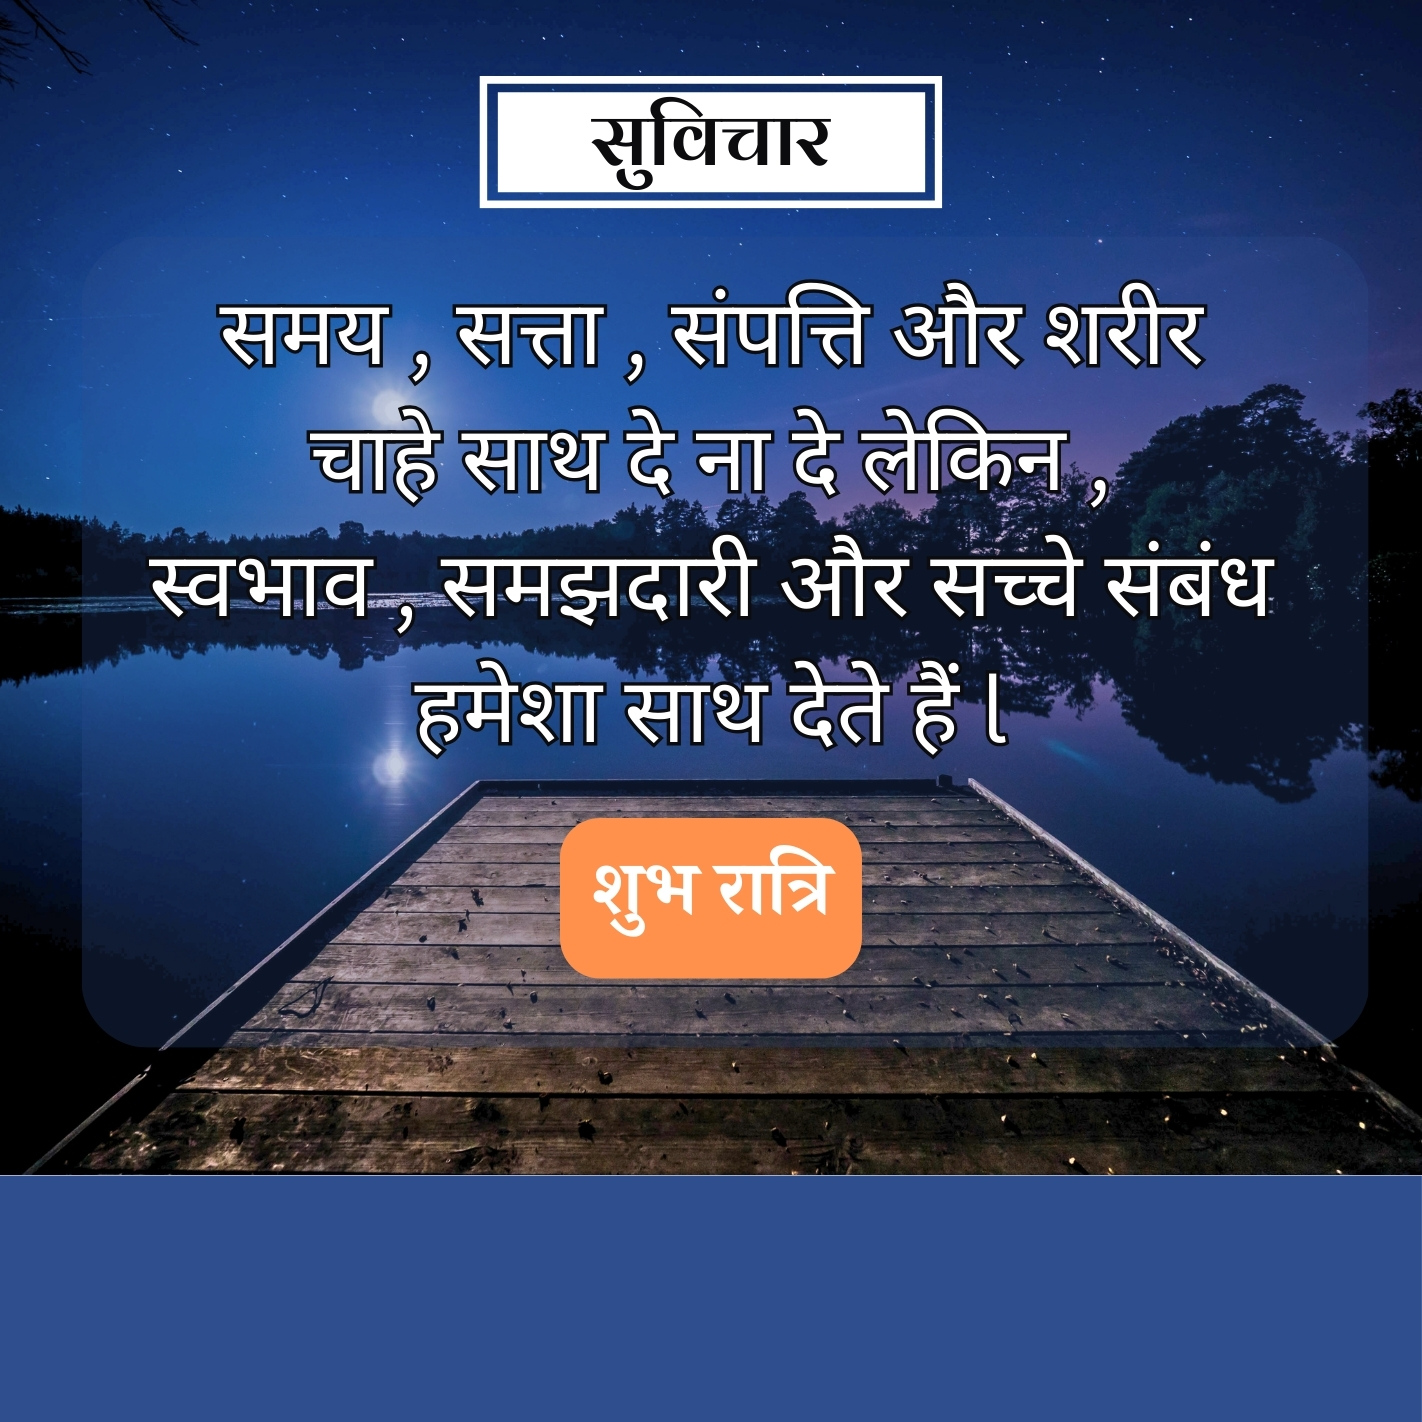 सुविचार
समय , सत्ता , संपत्ति और शरीर
चाहे साथ दे ना दे लेकिन ,
स्वभाव , समझदारी और सच्चे संबंध
हमेशा साथ देते हैं l
शुभ रात्रि